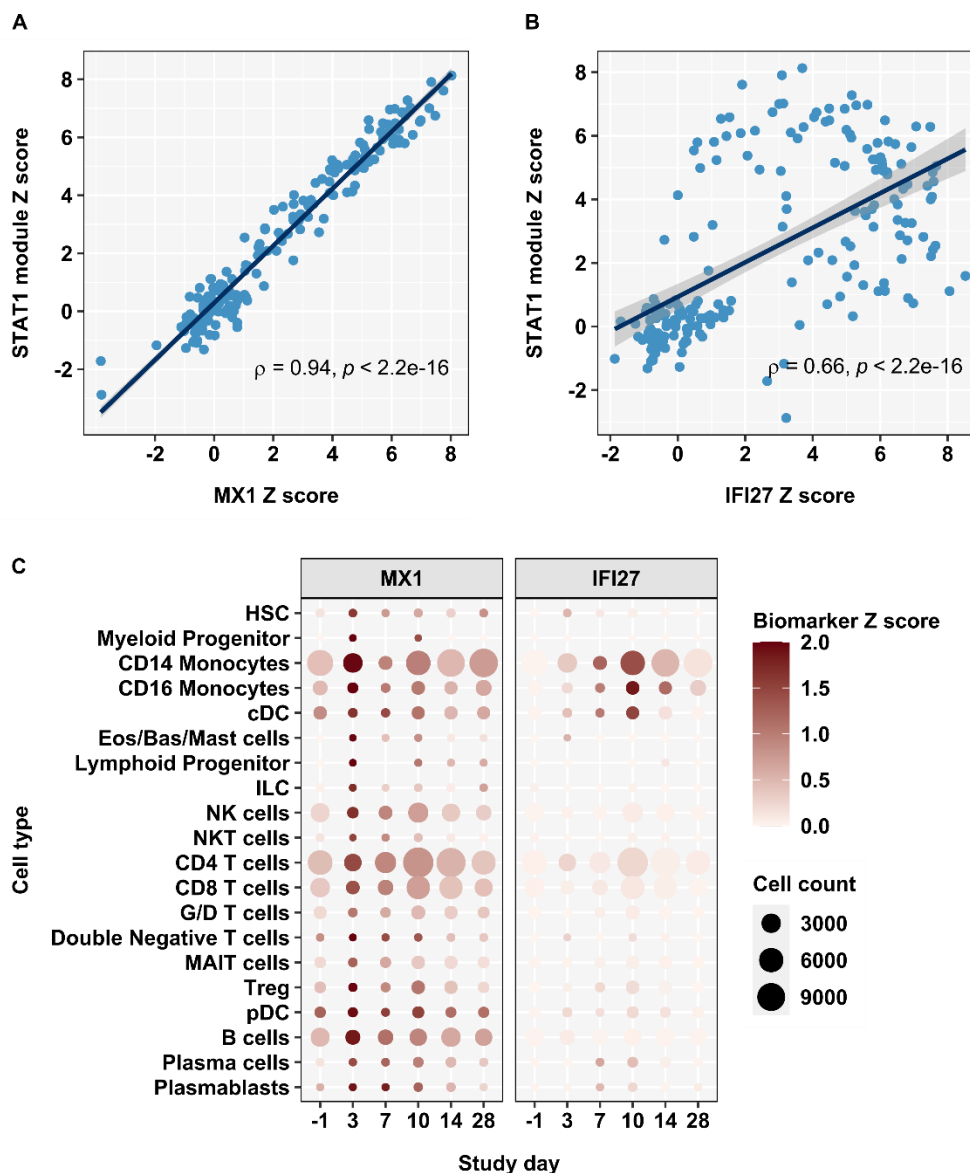 A
B
8
6
4
2
0
-2
STAT1 module Z score
ρ = 0.94, p < 2.2e-16
-2 0 2 4 6 8
MX1 Z score
8
6
4
2
0
-2
STAT1 module Z score
ρ = 0.66, p < 2.2e-16
-2 0 2 4 6 8
IFI27 Z score
C
MX1 IFI27
Cell type
HSC
Myeloid Progenitor
CD14 Monocytes
CD16 Monocytes
cDC
Eos/Bas/Mast cells
Lymphoid Progenitor
ILC
NK cells
NKT cells
CD4 T cells
CD8 T cells
G/D T cells
Double Negative T cells
MAIT cells
Treg
pDC
B cells
Plasma cells
Plasmablasts
-1 3 7 10 14 28 -1 3 7 10 14 28
Study day
Biomarker Z score
2.0
1.5
1.0
0.5
0.0
Cell count
3000
6000
9000